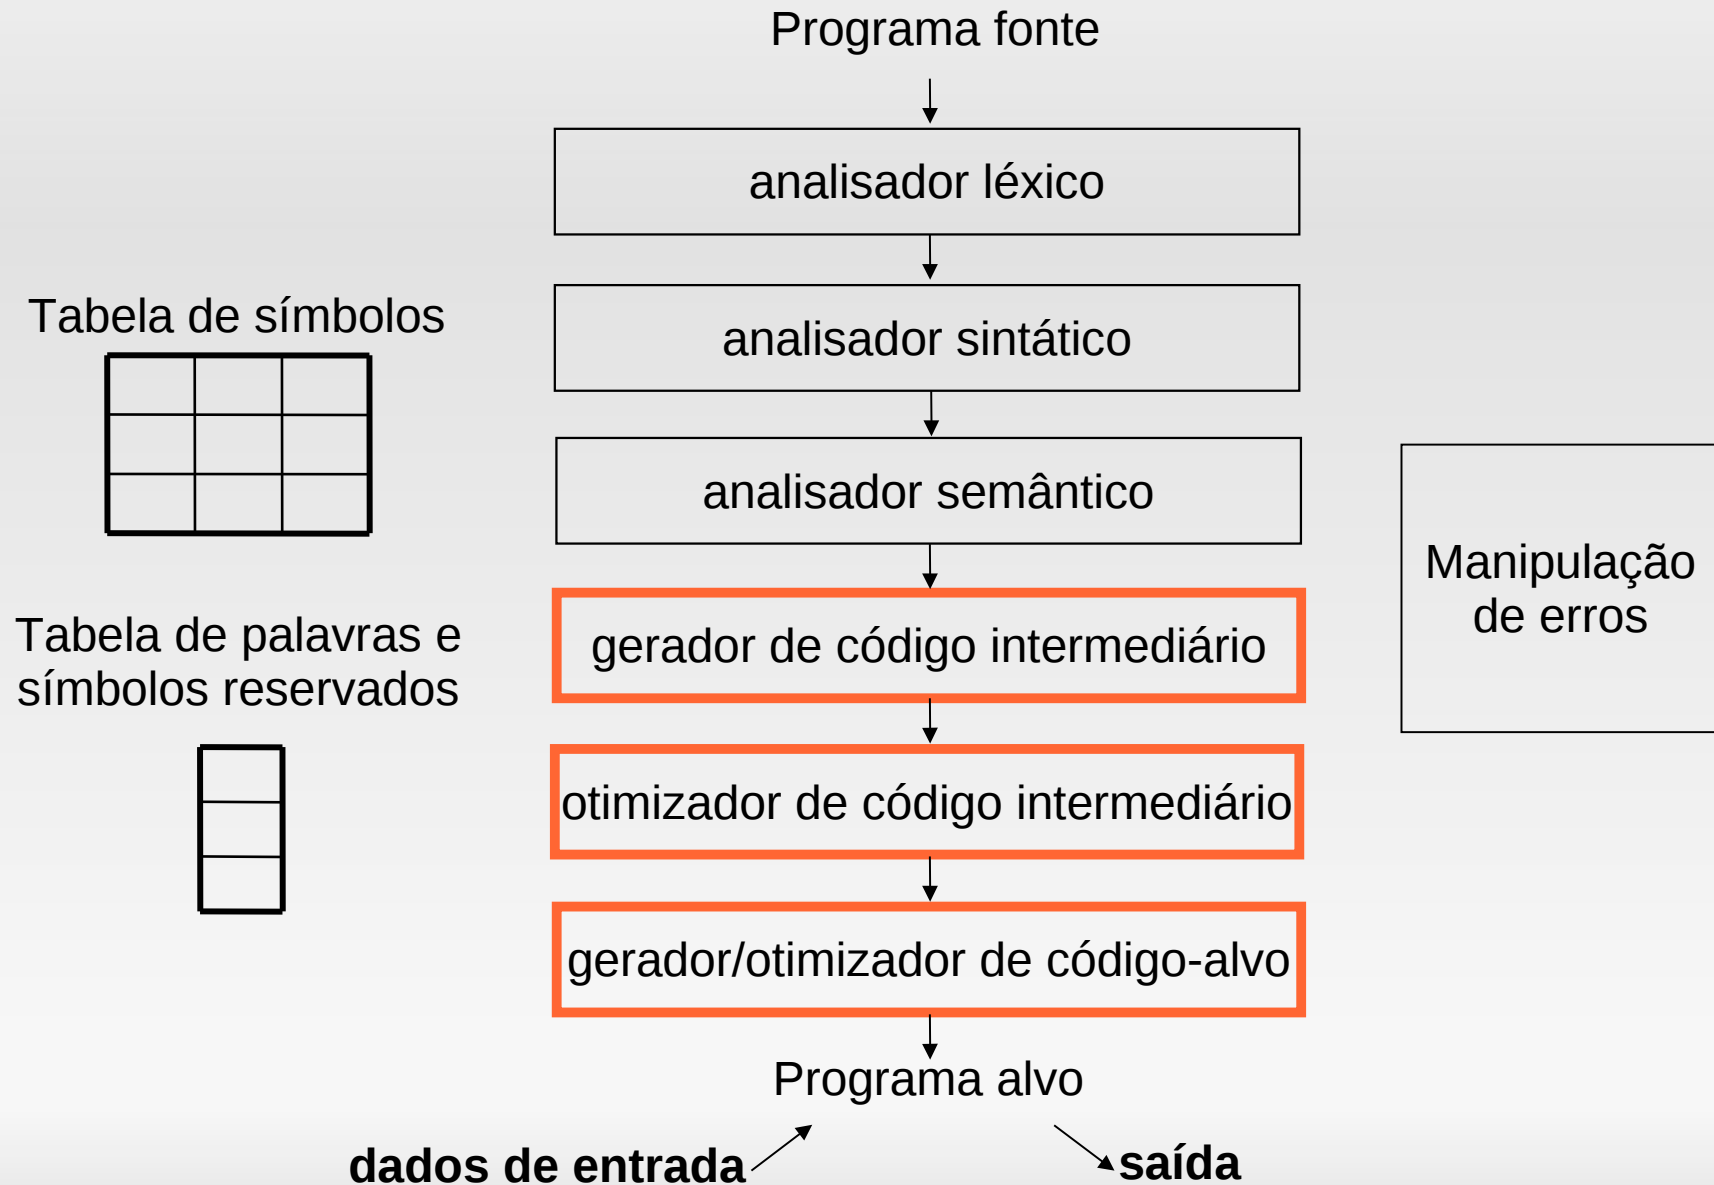 Programa fonte
analisador léxico
Tabela de símbolos
analisador sintático
analisador semântico
Manipulação
de erros
Tabela de palavras e
símbolos reservados
gerador de código intermediário
otimizador de código intermediário
gerador/otimizador de código-alvo
Programa alvo
dados de entrada
saída